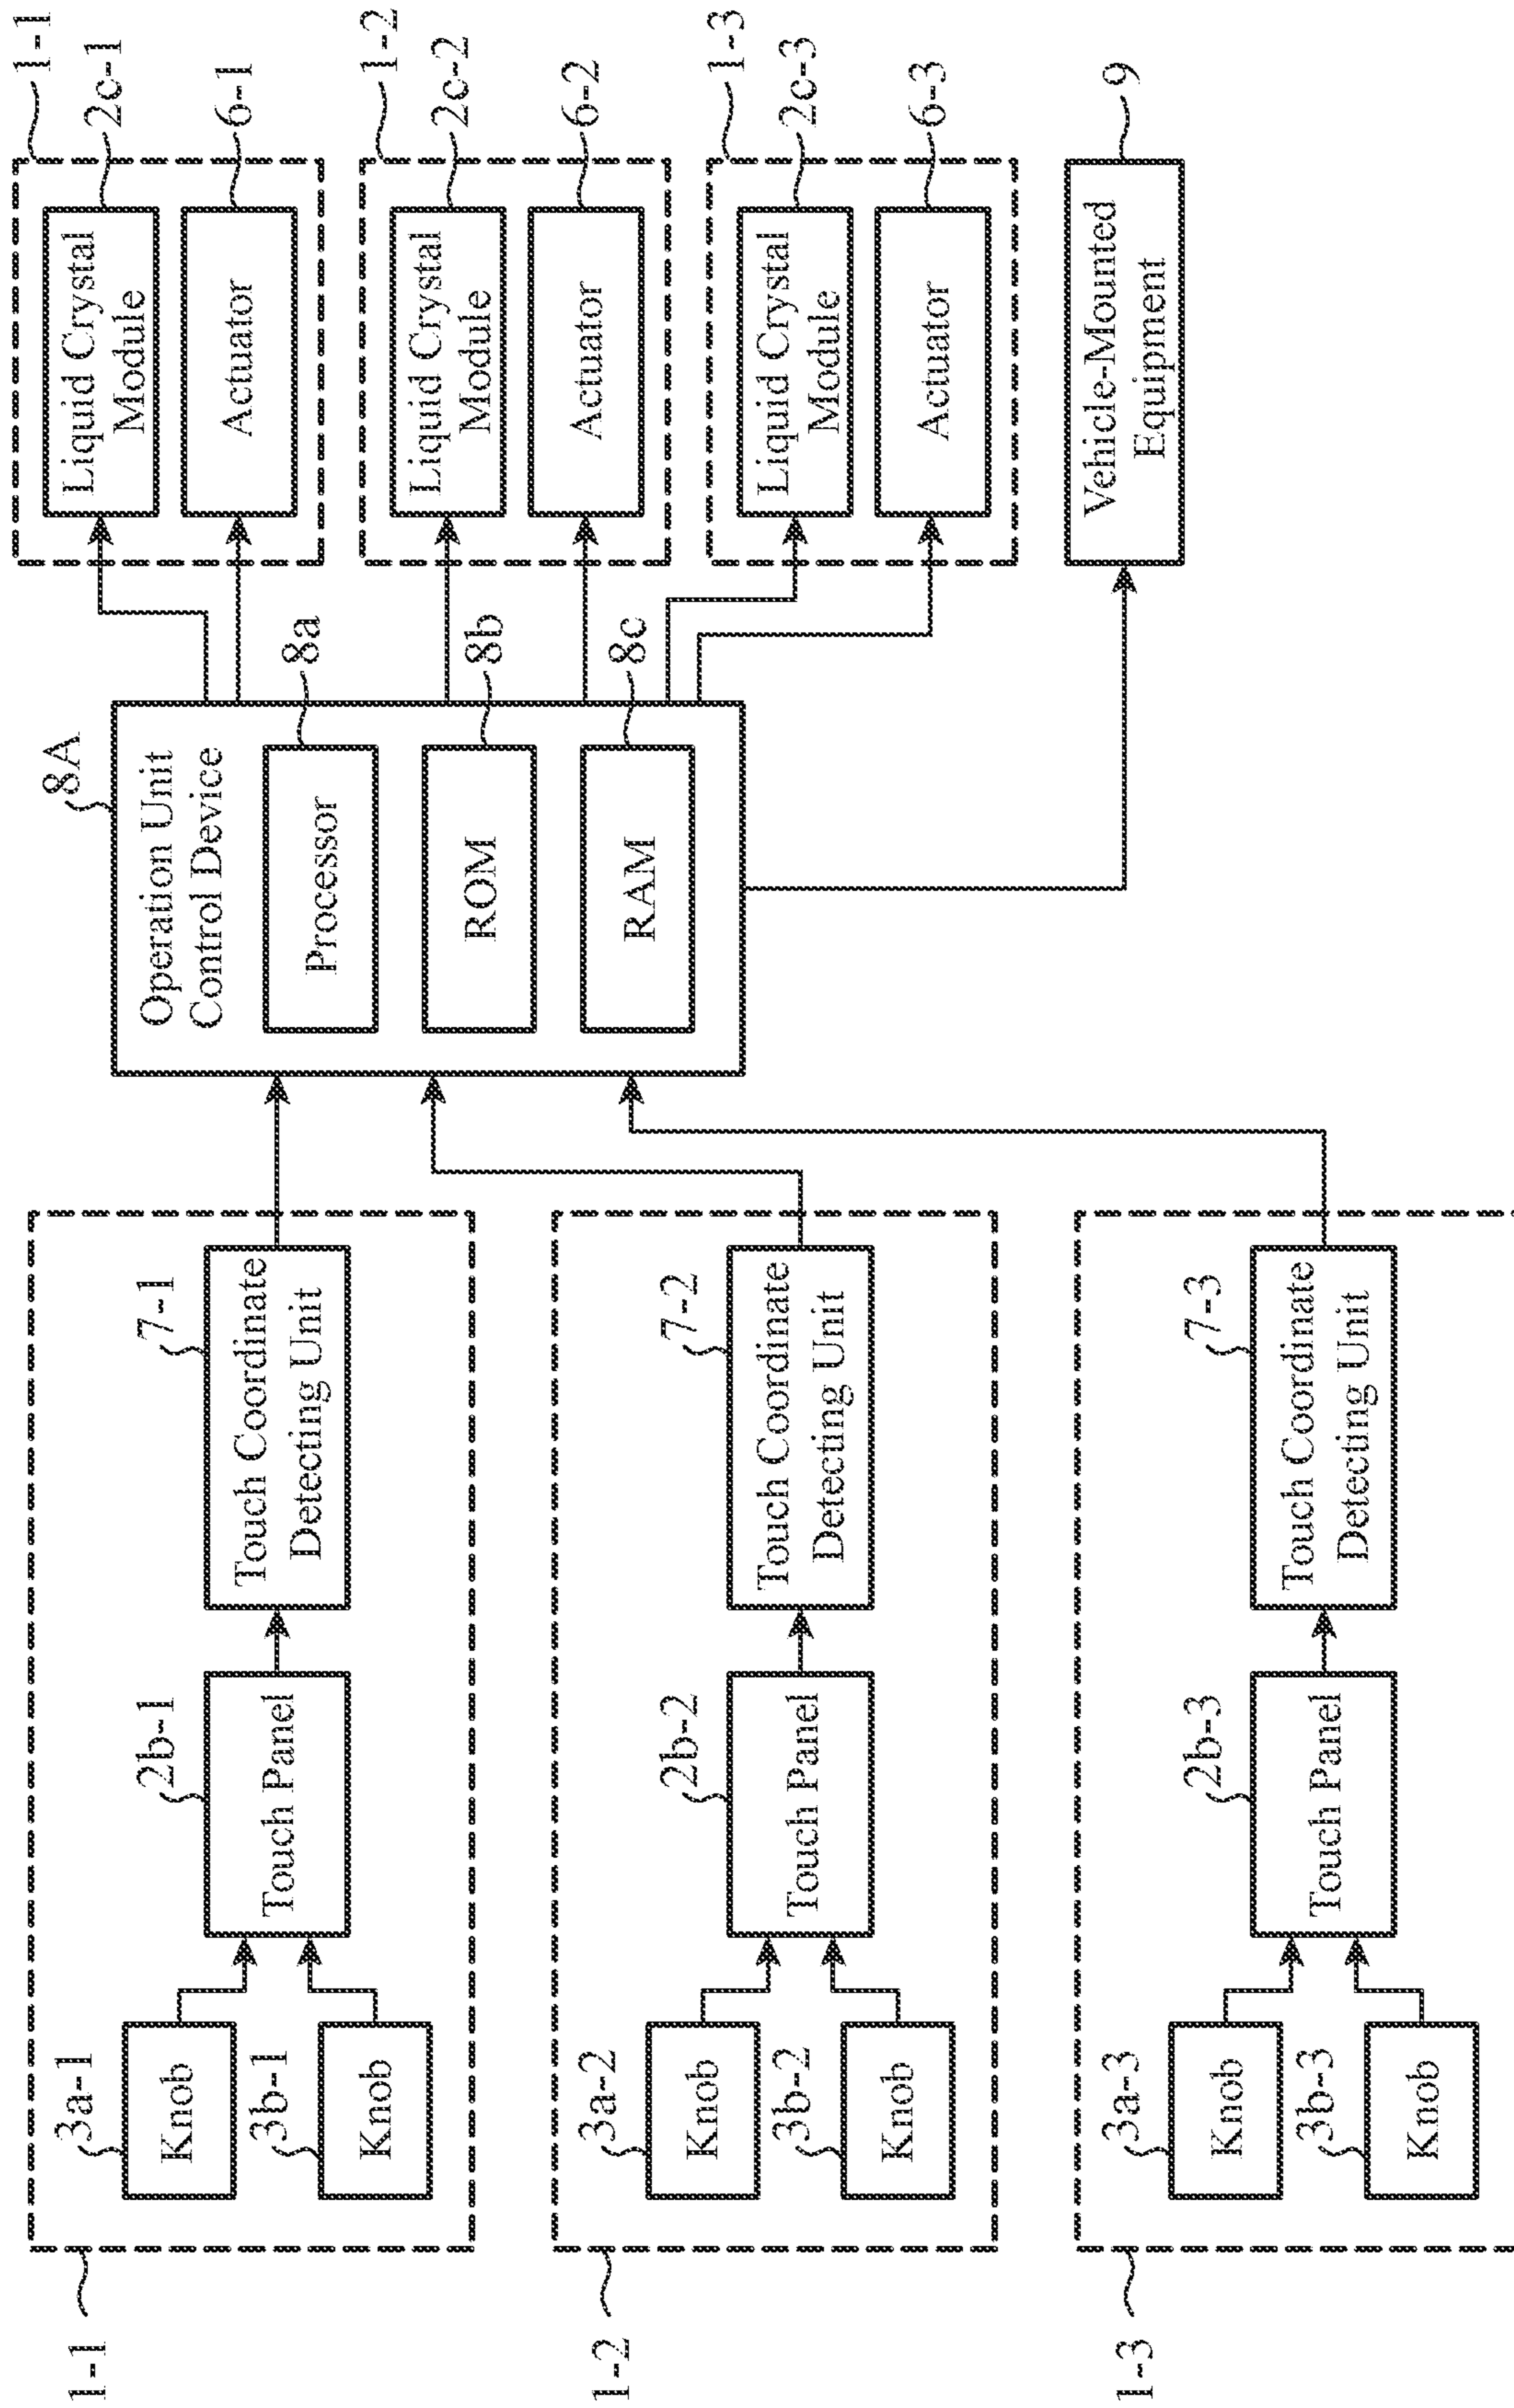 1-1
3a-1
Knob
3b-1
Knob
2b-1
Touch Panel
7-1
Touch Coordinate
Detecting Unit
1-2
3a-2
Knob
3b-2
Knob
2b-2
Touch Panel
7-2
Touch Coordinate
Detecting Unit
1-3
3a-3
Knob
3b-3
Knob
2b-3
Touch Panel
7-3
Touch Coordinate
Detecting Unit
8A
Operation Unit
Control Device
Processor
8a
ROM
8b
RAM
8c
1-1
Liquid Crystal
Module
2c-1
Actuator
6-1
1-2
Liquid Crystal
Module
2c-2
Actuator
6-2
1-3
Liquid Crystal
Module
2c-3
Actuator
6-3
Vehicle-Mounted
Equipment
9